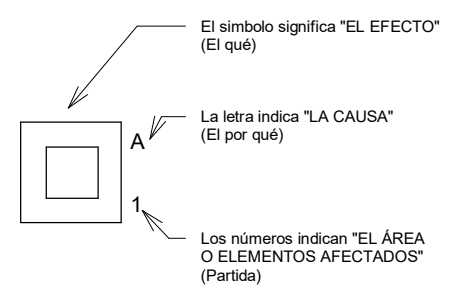 El simbolo significa "EL EFECTO"
(El qué)
A
La letra indica "LA CAUSA"
(El por qué)
1
Los números indican "EL ÁREA
O ELEMENTOS AFECTADOS"
(Partida)